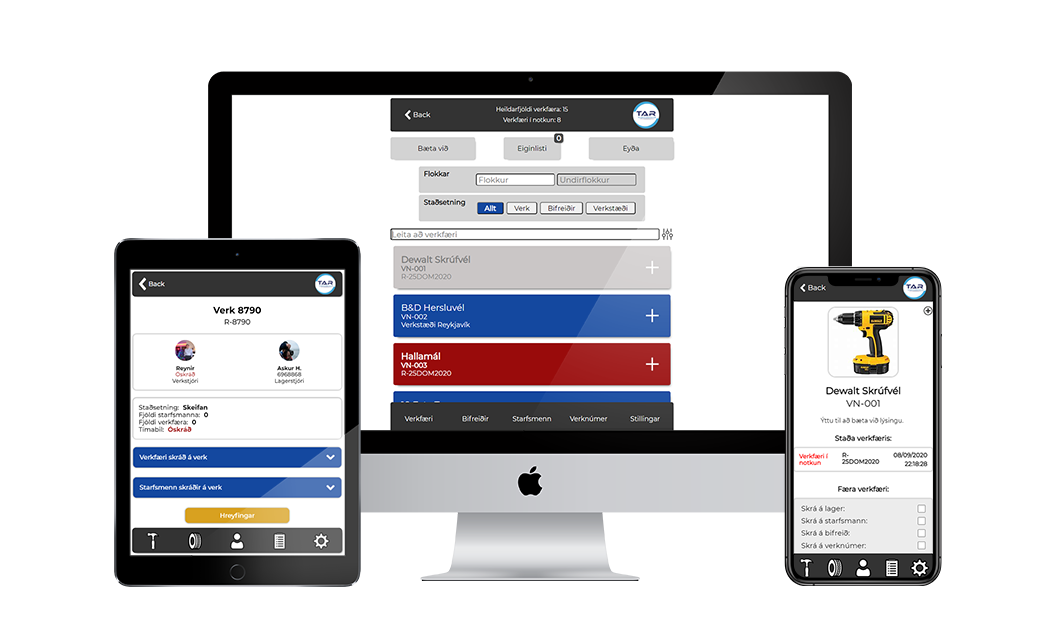 Back
Heildarfjöldi verkfæra: 15
Verkfæri í notkun: 8
TAR
Bæta við
Eiginlisti
0
Eyða
Flokkar
Flokkur
Undirflokkur
Staðsetning
Allt
Verk
Bifreiðir
Verkstæði
Leita að verkfæri
Dewalt Skrúfvél
VN-001
R-25DOM2020
B&D Hersluvél
VN-002
Verkstæði Reykjavík
Hallamál
VN-003
R-25DOM2020
Verkfæri
Bifreiðir
Starfsmenn
Verknúmer
Stillingar
Back
TAR
Verk 8790
R-8790
Reynir
Óskráð
Verkstjóri
Askur H.
6968868
Lagerstjóri
Staðsetning: Skeifan
Fjöldi starfsmanna: 0
Fjöldi verkfæra: 0
Tímabil: Óskráð
Verkfæri skráð á verk
Starfsmenn skráðir á verk
Hreyfingar
Back
TAR
Dewalt Skrúfvél
VN-001
Ýttu til að bæta við lýsingu.
Staða verkfæris:
Verkfæri í
notkun
R-
25DOM2020
08/09/2020
22:18:28
Færa verkfæri:
Skrá á lager:
Skrá á starfsmann:
Skrá á bifreið:
Skrá á verknúmer: